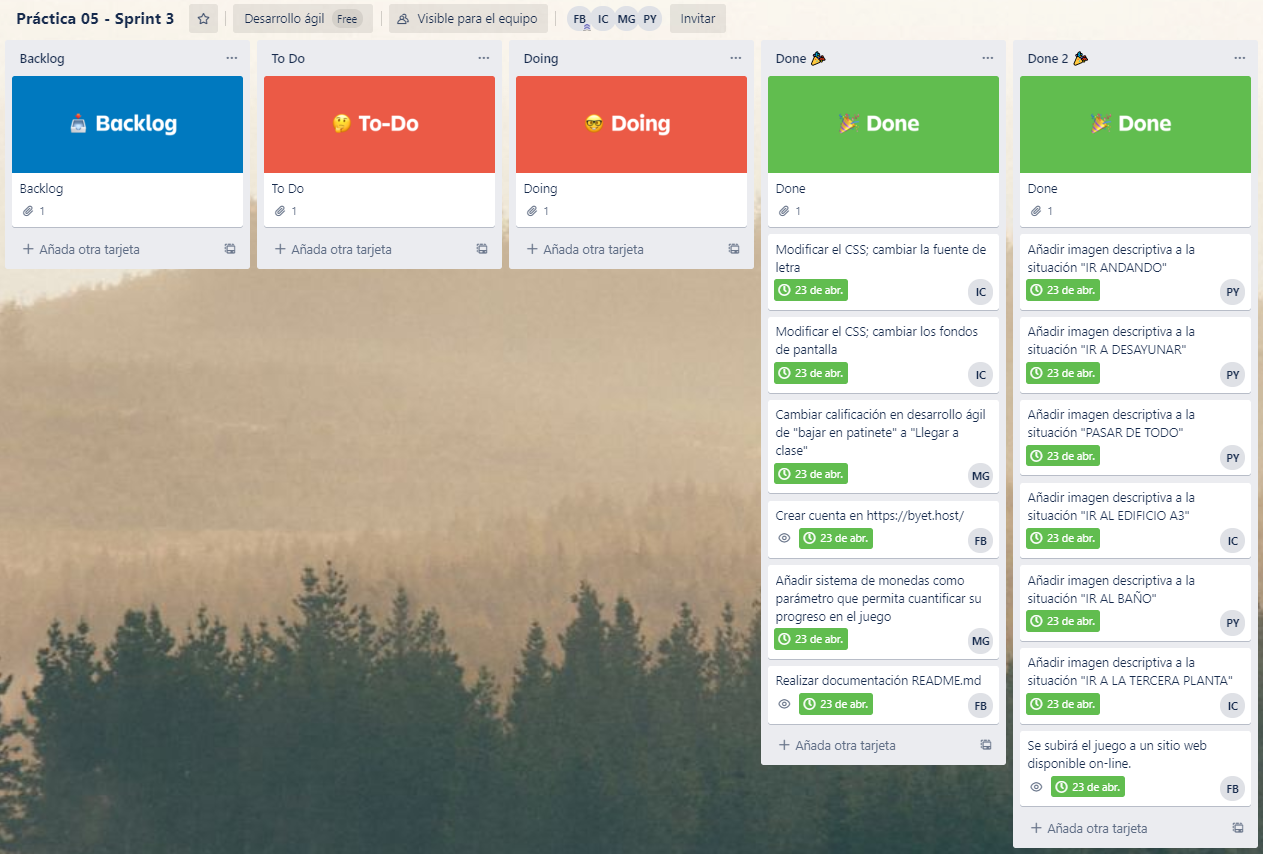 Práctica 05 - Sprint 3
Desarrollo ágil Free
Visible para el equipo
FB IC MG PY
Invitar
Backlog
Backlog
Backlog
1
Añada otra tarjeta
To Do
To-Do
To Do
1
Añada otra tarjeta
Doing
Doing
Doing
1
Añada otra tarjeta
Done
Done
Done
1
Modificar el CSS; cambiar la fuente de
letra
23 de abr.
IC
Modificar el CSS; cambiar los fondos
de pantalla
23 de abr.
IC
Cambiar calificación en desarrollo ágil
de "bajar en patinete" a "Llegar a
clase"
23 de abr.
MG
Crear cuenta en https://byet.host/
23 de abr.
FB
Añadir sistema de monedas como
parámetro que permita cuantificar su
progreso en el juego
23 de abr.
MG
Realizar documentación README.md
23 de abr.
FB
Añada otra tarjeta
Done 2
Done
Done
1
Añadir imagen descriptiva a la
situación "IR ANDANDO"
23 de abr.
PY
Añadir imagen descriptiva a la
situación "IR A DESAYUNAR"
23 de abr.
PY
Añadir imagen descriptiva a la
situación "PASAR DE TODO"
23 de abr.
PY
Añadir imagen descriptiva a la
situación "IR AL EDIFICIO A3"
23 de abr.
IC
Añadir imagen descriptiva a la
situación "IR AL BAÑO"
23 de abr.
PY
Añadir imagen descriptiva a la
situación "IR A LA TERCERA PLANTA"
23 de abr.
IC
Se subirá el juego a un sitio web
disponible on-line.
23 de abr.
FB
Añada otra tarjeta